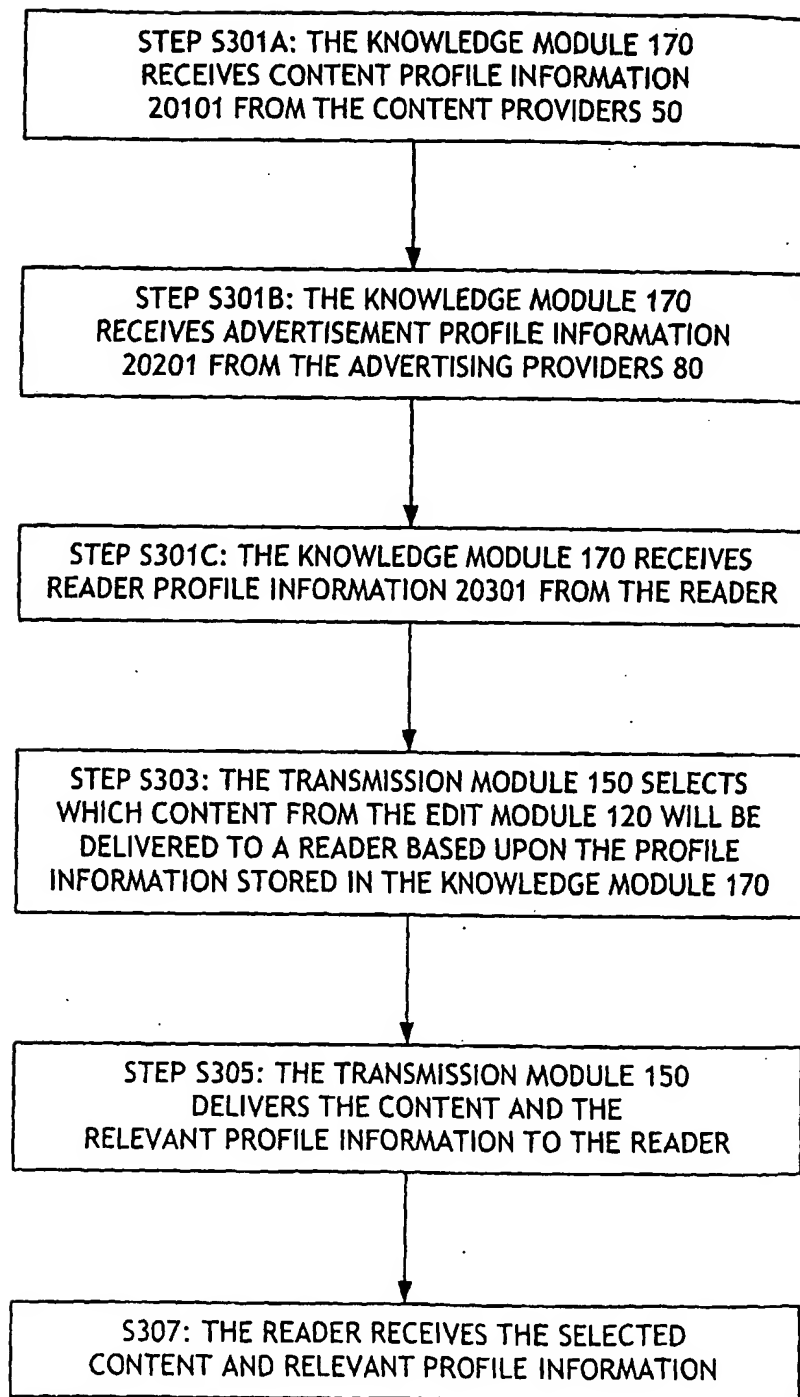 STEP S301A: THE KNOWLEDGE MODULE 170
RECEIVES CONTENT PROFILE INFORMATION
20101 FROM THE CONTENT PROVIDERS 50
STEP S301B: THE KNOWLEDGE MODULE 170
RECEIVES ADVERTISEMENT PROFILE INFORMATION
20201 FROM THE ADVERTISING PROVIDERS 80
STEP S301C: THE KNOWLEDGE MODULE 170 RECEIVES
READER PROFILE INFORMATION 20301 FROM THE READER
STEP S303: THE TRANSMISSION MODULE 150 SELECTS
WHICH CONTENT FROM THE EDIT MODULE 120 WILL BE
DELIVERED TO A READER BASED UPON THE PROFILE
INFORMATION STORED IN THE KNOWLEDGE MODULE 170
STEP S305: THE TRANSMISSION MODULE 150
DELIVERS THE CONTENT AND THE
RELEVANT PROFILE INFORMATION TO THE READER
S307: THE READER RECEIVES THE SELECTED
CONTENT AND RELEVANT PROFILE INFORMATION